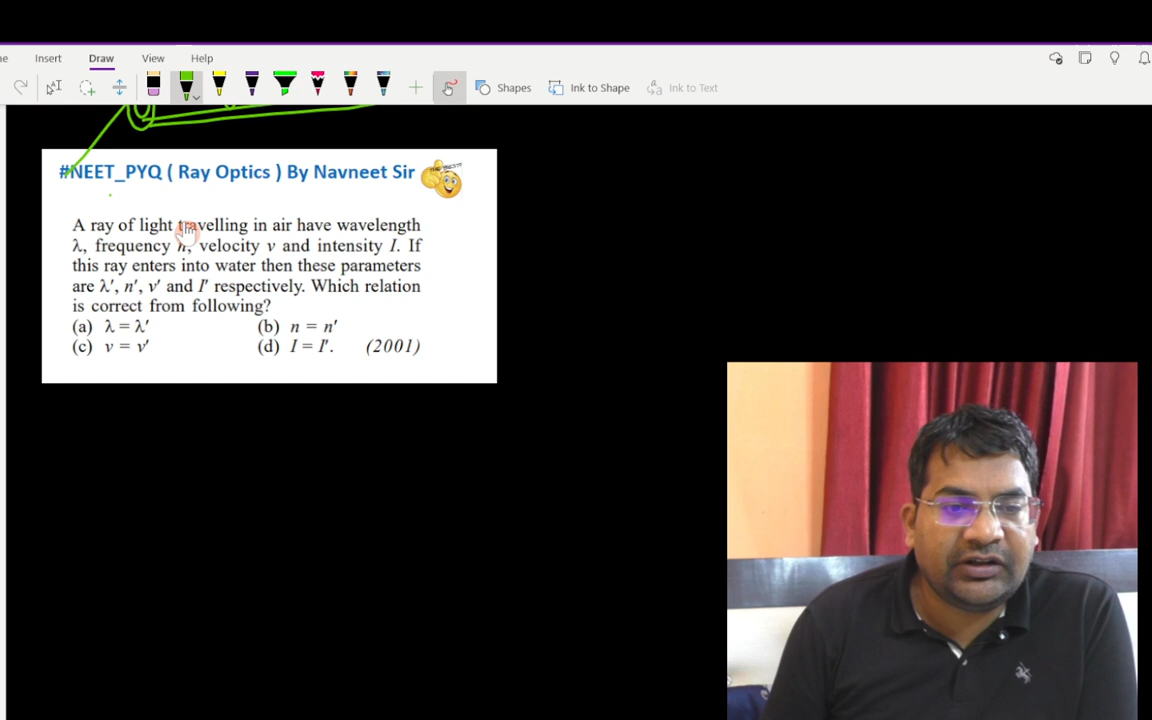 Insert Draw View Help
Shapes Ink to Shape Ink to Text
#NEET_PYQ ( Ray Optics ) By Navneet Sir
A ray of light travelling in air have wavelength
λ, frequency n, velocity v and intensity I. If
this ray enters into water then these parameters
are λ′, n′, v′ and I′ respectively. Which relation
is correct from following?
(a) λ = λ′ (b) n = n′
(c) v = v′ (d) I = I′. (2001)